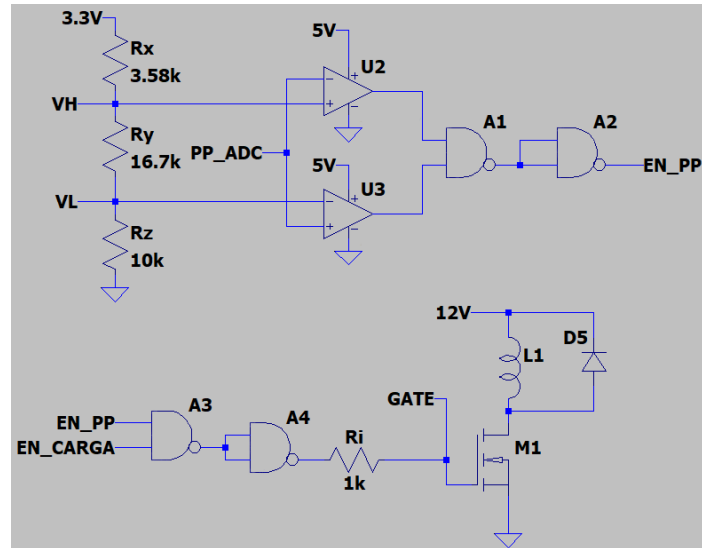 3.3V
Rx
3.58k
VH
Ry
16.7k
VL
Rz
10k
PP_ADC
5V
U2
5V
U3
A1
A2
EN_PP
12V
L1
D5
EN_PP
EN_CARGA
A3
A4
Ri
1k
GATE
M1